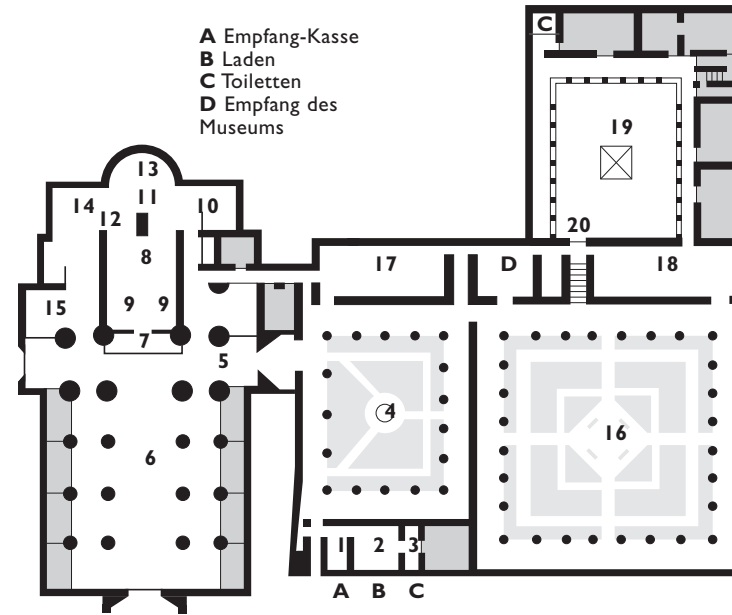 A Empfang-Kasse
B Laden
C Toiletten
D Empfang des
Museums
C
19
13
11
14
10
12
20
8
17
D
18
9
9
15
7
5
4
16
6
1
2
3
A
B
C